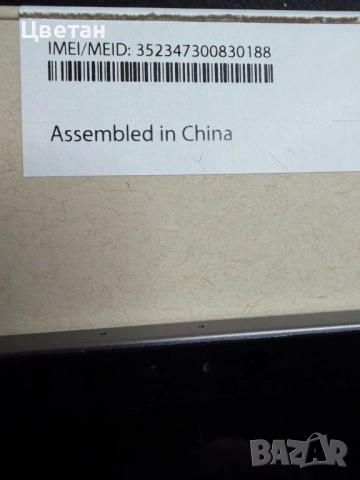 Цветан
IMEI/MEID: 352347300830188
Assembled in China
BAZAR